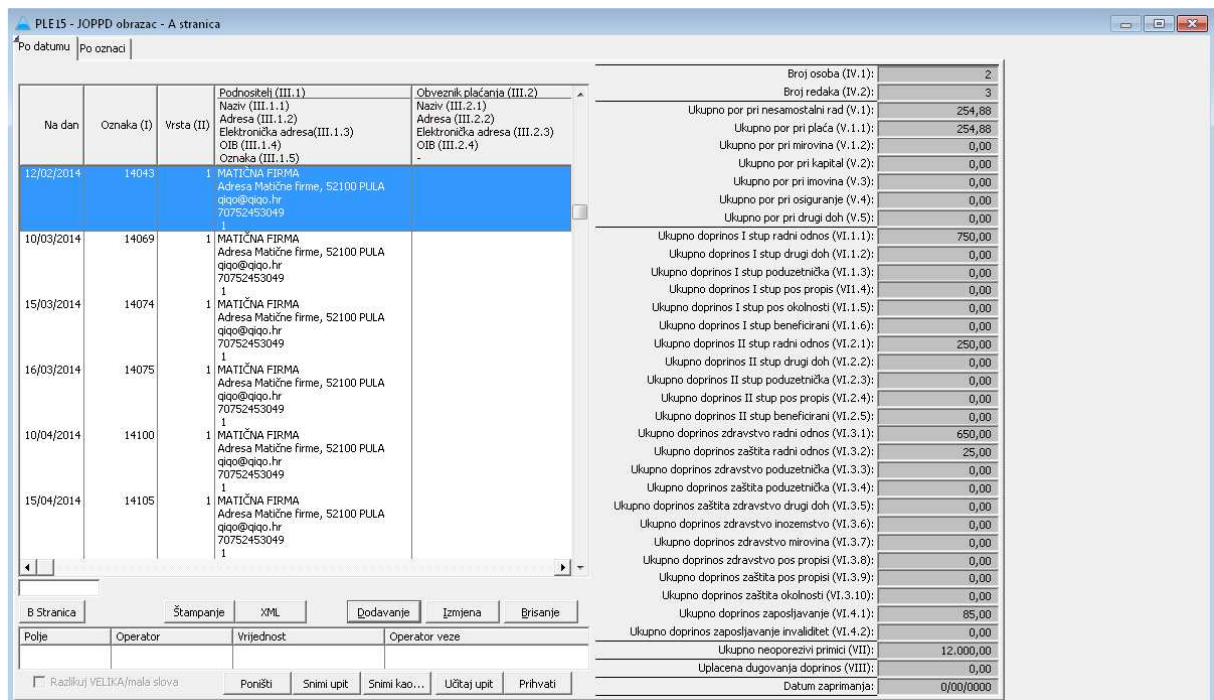 PLE15 - JOPPD obrazac - A stranica
Po datumu Po oznaci
Na dan Oznaka (I) Vrsta (II)
Podnositelj (III.1)
Naziv (III.1.1)
Adresa (III.1.2)
Elektronička adresa(III.1.3)
OIB (III.1.4)
Oznaka (III.1.5)
Obveznik plaćanja (III.2)
Naziv (III.2.1)
Adresa (III.2.2)
Elektronička adresa (III.2.3)
OIB (III.2.4)
-
12/02/2014 14043 1 MATIČNA FIRMA
Adresa Matične firme, 52100 PULA
qiqo@qiqo.hr
70752453049
1
10/03/2014 14069 1 MATIČNA FIRMA
Adresa Matične firme, 52100 PULA
qiqo@qiqo.hr
70752453049
1
15/03/2014 14074 1 MATIČNA FIRMA
Adresa Matične firme, 52100 PULA
qiqo@qiqo.hr
70752453049
1
16/03/2014 14075 1 MATIČNA FIRMA
Adresa Matične firme, 52100 PULA
qiqo@qiqo.hr
70752453049
1
10/04/2014 14100 1 MATIČNA FIRMA
Adresa Matične firme, 52100 PULA
qiqo@qiqo.hr
70752453049
1
15/04/2014 14105 1 MATIČNA FIRMA
Adresa Matične firme, 52100 PULA
qiqo@qiqo.hr
70752453049
1
B Stranica Štampanje XML Dodavanje Izmjena Brisanje
Polje Operator Vrijednost Operator veze
Razlikuj VELIKA/mala slova Poništi Snimi upit Snimi kao... Učitaj upit Prihvati
Broj osoba (IV.1): 2
Broj redaka (IV.2): 3
Ukupno por pri nesamostalni rad (V.1): 254,88
Ukupno por pri plaća (V.1.1): 254,88
Ukupno por pri mirovina (V.1.2): 0,00
Ukupno por pri kapital (V.2): 0,00
Ukupno por pri imovina (V.3): 0,00
Ukupno por pri osiguranje (V.4): 0,00
Ukupno por pri drugi doh (V.5): 0,00
Ukupno doprinos I stup radni odnos (VI.1.1): 750,00
Ukupno doprinos I stup drugi doh (VI.1.2): 0,00
Ukupno doprinos I stup poduzetnička (VI.1.3): 0,00
Ukupno doprinos I stup pos propis (VI1.4): 0,00
Ukupno doprinos I stup pos okolnosti (VI.1.5): 0,00
Ukupno doprinos I stup beneficirani (VI.1.6): 0,00
Ukupno doprinos II stup radni odnos (VI.2.1): 250,00
Ukupno doprinos II stup drugi doh (VI.2.2): 0,00
Ukupno doprinos II stup poduzetnička (VI.2.3): 0,00
Ukupno doprinos II stup pos propis (VI.2.4): 0,00
Ukupno doprinos II stup beneficirani (VI.2.5): 0,00
Ukupno doprinos zdravstvo radni odnos (VI.3.1): 650,00
Ukupno doprinos zaštita radni odnos (VI.3.2): 25,00
Ukupno doprinos zdravstvo poduzetnička (VI.3.3): 0,00
Ukupno doprinos zaštita poduzetnička (VI.3.4): 0,00
Ukupno doprinos zaštita zdravstvo drugi doh (VI.3.5): 0,00
Ukupno doprinos zdravstvo inozemstvo (VI.3.6): 0,00
Ukupno doprinos zdravstvo mirovina (VI.3.7): 0,00
Ukupno doprinos zdravstvo pos propisi (VI.3.8): 0,00
Ukupno doprinos zaštita pos propisi (VI.3.9): 0,00
Ukupno doprinos zaštita okolnosti (VI.3.10): 0,00
Ukupno doprinos zapošljavanje (VI.4.1): 85,00
Ukupno doprinos zapošljavanje invaliditet (VI.4.2): 0,00
Ukupno neoporezivi primici (VII): 12.000,00
Uplacena dugovanja doprinos (VIII): 0,00
Datum zaprimanja: 0/00/0000